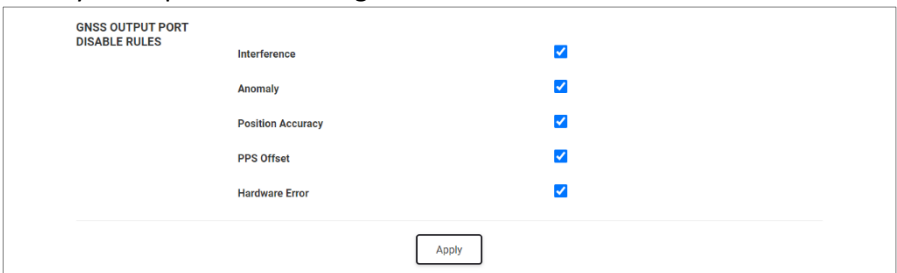 GNSS OUTPUT PORT
DISABLE RULES
Interference
Anomaly
Position Accuracy
PPS Offset
Hardware Error
Apply